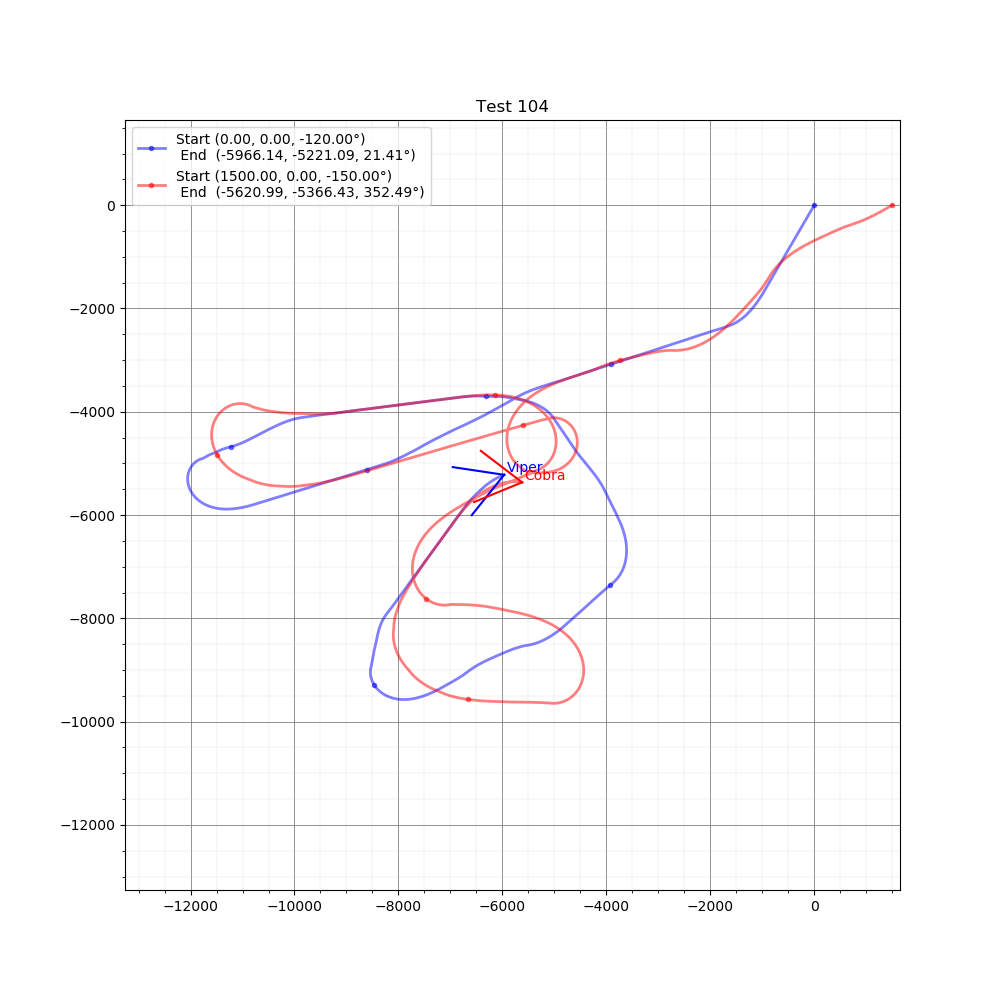 Test 104
Start (0.00, 0.00, -120.00°)
End (-5966.14, -5221.09, 21.41°)
Start (1500.00, 0.00, -150.00°)
End (-5620.99, -5366.43, 352.49°)
0
−2000
−4000
Viper
Cobra
−6000
−8000
−10000
−12000
−12000 −10000 −8000 −6000 −4000 −2000 0